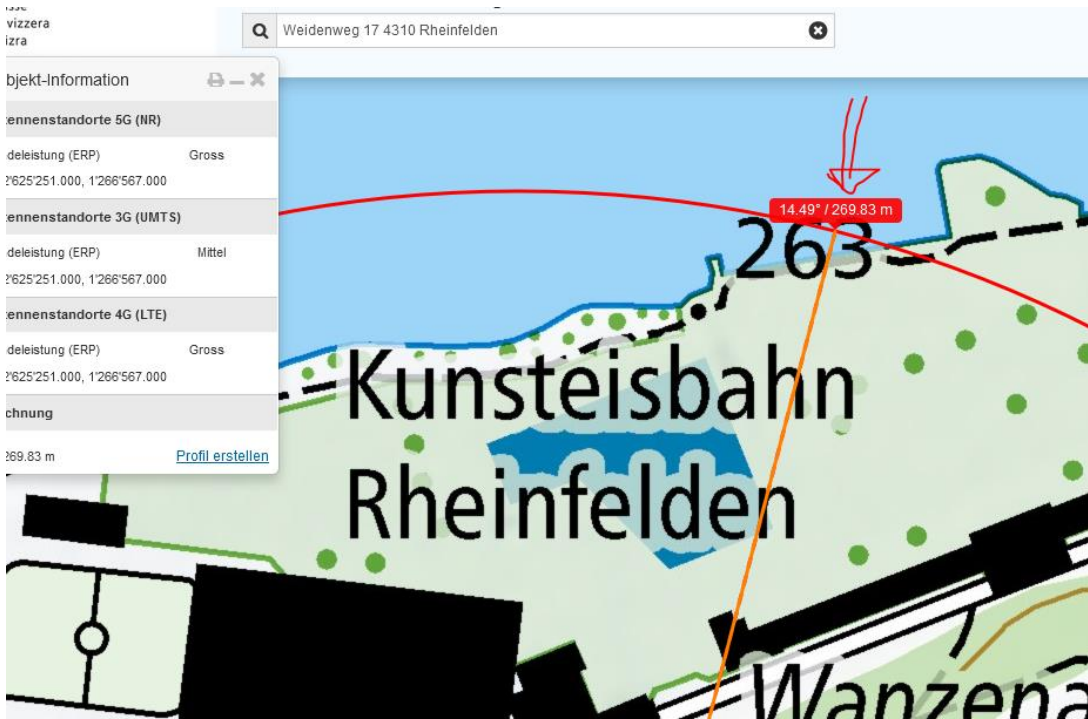 vizzera
izra
Weidenweg 17 4310 Rheinfelden
bjekt-Information
ennenstandorte 5G (NR)
deleistung (ERP) Gross
2'625'251.000, 1'266'567.000
ennenstandorte 3G (UMTS)
deleistung (ERP) Mittel
2'625'251.000, 1'266'567.000
ennenstandorte 4G (LTE)
deleistung (ERP) Gross
2'625'251.000, 1'266'567.000
chnung
269.83 m Profil erstellen
14.49° / 269.83 m
263
Kunsteisbahn
Rheinfelden
Wanzena